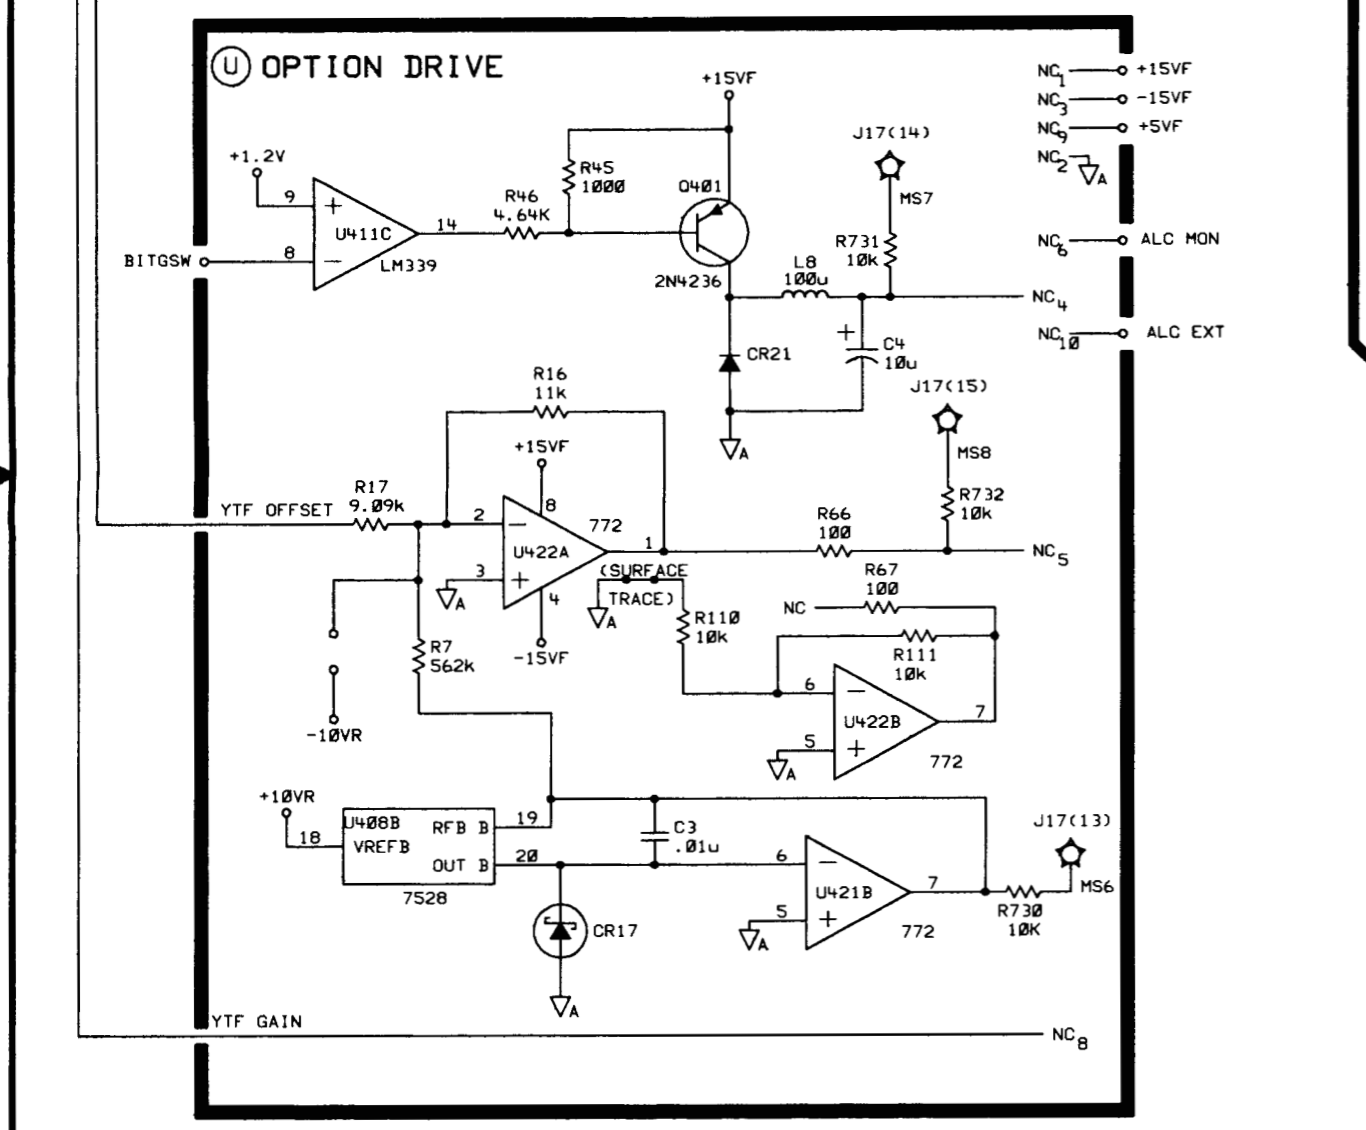 U OPTION DRIVE
+15VF
NC1 +15VF
NC3 -15VF
NC9 +5VF
NC2 A
J17(14)
+1.2V
R45
1000
Q401
MS7
R46
4.64K
9
+
U411C
14
BITGSW
8
−
LM339
2N4236
R731
10k
NC6 ALC MON
L8
100u
NC4
+
C4
10u
CR21
NC10 ALC EXT
R16
11k
J17(15)
A
+15VF
MS8
R17
9.09k
R732
10k
YTF OFFSET
2
−
8
772
R66
100
U422A
1
NC5
3
+
4
A
(SURFACE
TRACE)
A
R67
100
NC
R110
10k
R7
562k
-15VF
R111
10k
6
−
U422B
7
5
+
A
772
-10VR
+10VR
18
U408B
VREFB
RFB B
19
OUT B
20
7528
C3
.01u
6
−
U421B
7
5
+
A
772
J17(13)
MS6
R730
10K
CR17
A
YTF GAIN
NC8